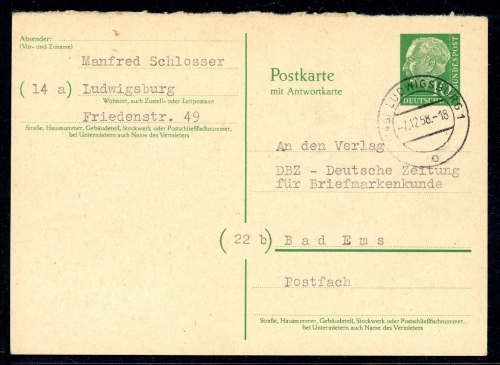 Absender:
(Vor- und Zuname)
Manfred Schlosser
(14 a) Ludwigsburg
Wohnort, auch Zustell- oder Leitpostamt
Friedenstr. 49
Straße, Hausnummer, Gebäudeteil, Stockwerk oder Postschließfachnummer,
bei Untermietern auch Name des Vermieters
Postkarte
mit Antwortkarte
DEUTSCHE
BUNDESPOST
LUDWIGSBURG 1
-7.12.58.-18
An den Verlag
DBZ - Deutsche Zeitung
für Briefmarkenkunde
(22 b) Bad Ems
Postfach
Straße, Hausnummer, Gebäudeteil, Stockwerk oder Postschließfachnummer,
bei Untermietern auch Name des Vermieters